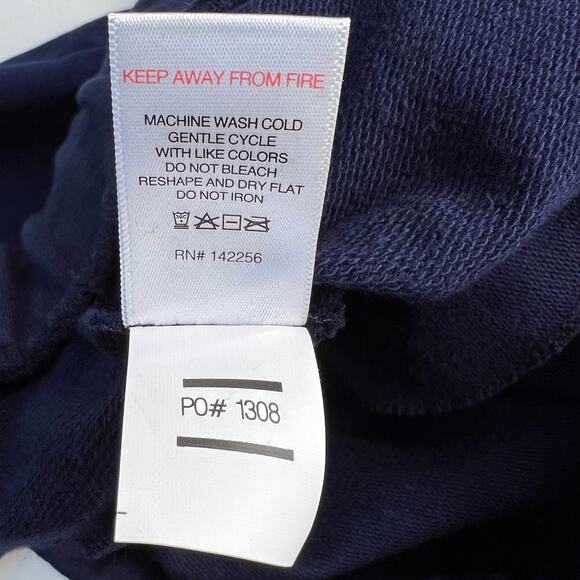 KEEP AWAY FROM FIRE
MACHINE WASH COLD
GENTLE CYCLE
WITH LIKE COLORS
DO NOT BLEACH
RESHAPE AND DRY FLAT
DO NOT IRON
RN# 142256
PO# 1308